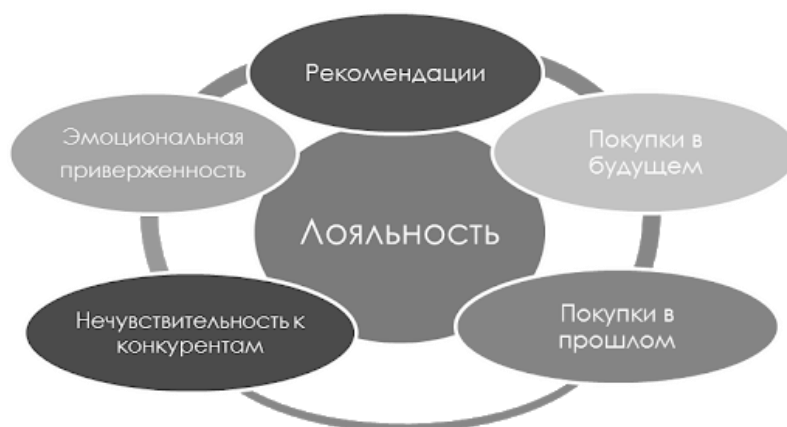 Рекомендации
Эмоциональная
приверженность
Покупки в
будущем
Лояльность
Нечувствительность к
конкурентам
Покупки в
прошлом